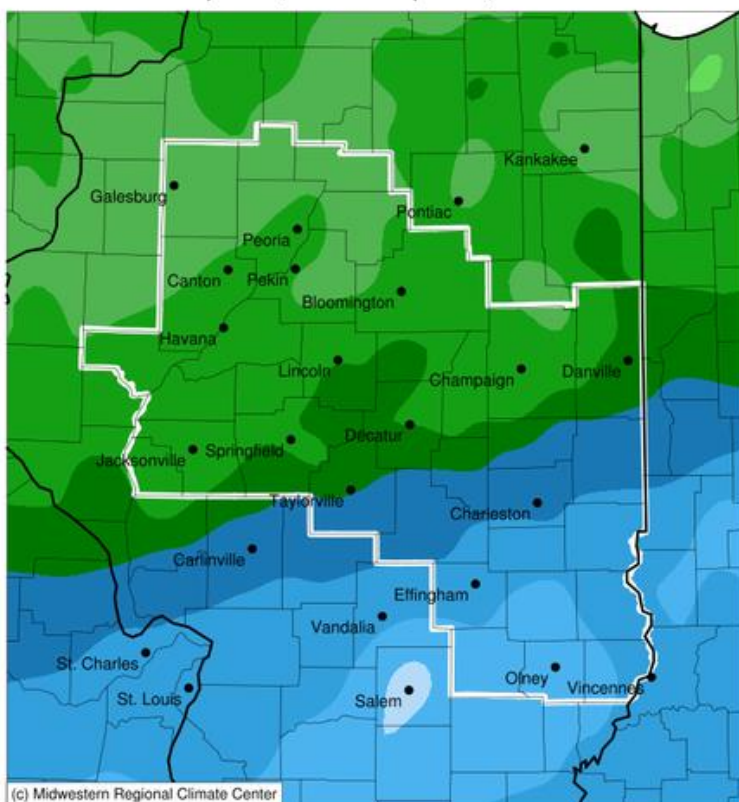 Kankakee
Galesburg
Pontiac
Peoria
Canton
Pekin
Bloomington
Havana
Lincoln
Champaign
Danville
Decatur
Jacksonville
Springfield
Taylorville
Charleston
Carlinville
Effingham
Vandalia
St. Charles
Olney
Vincennes
St. Louis
Salem
(c) Midwestern Regional Climate Center